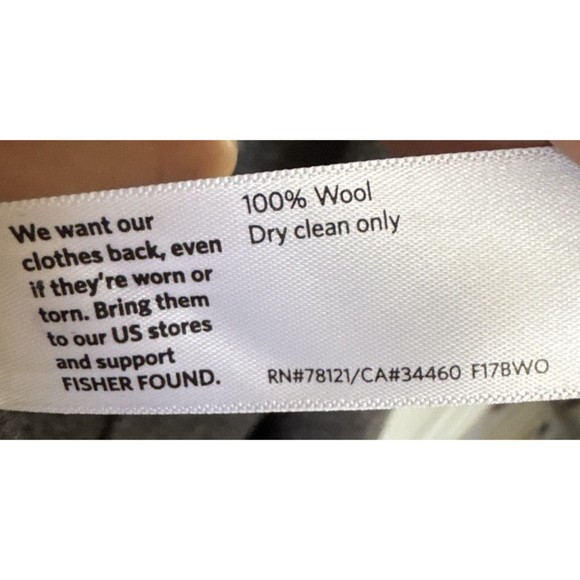 We want our
clothes back, even
if they're worn or
torn. Bring them
to our US stores
and support
FISHER FOUND.
100% Wool
Dry clean only
RN#78121/CA#34460 F17BWO